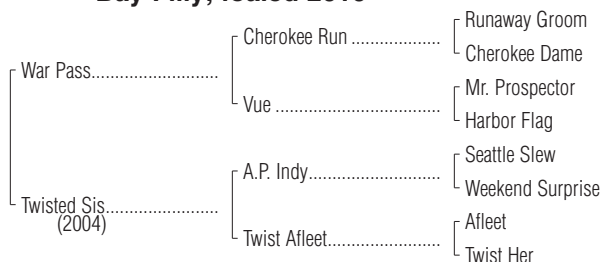 Bay Filly; foaled 2010
Runaway Groom
Cherokee Run ....................
Cherokee Dame
War Pass...........................
Mr. Prospector
Vue .....................................
Harbor Flag
Seattle Slew
A.P. Indy.............................
Weekend Surprise
Twisted Sis.......................
(2004)
Afleet
Twist Afleet.........................
Twist Her